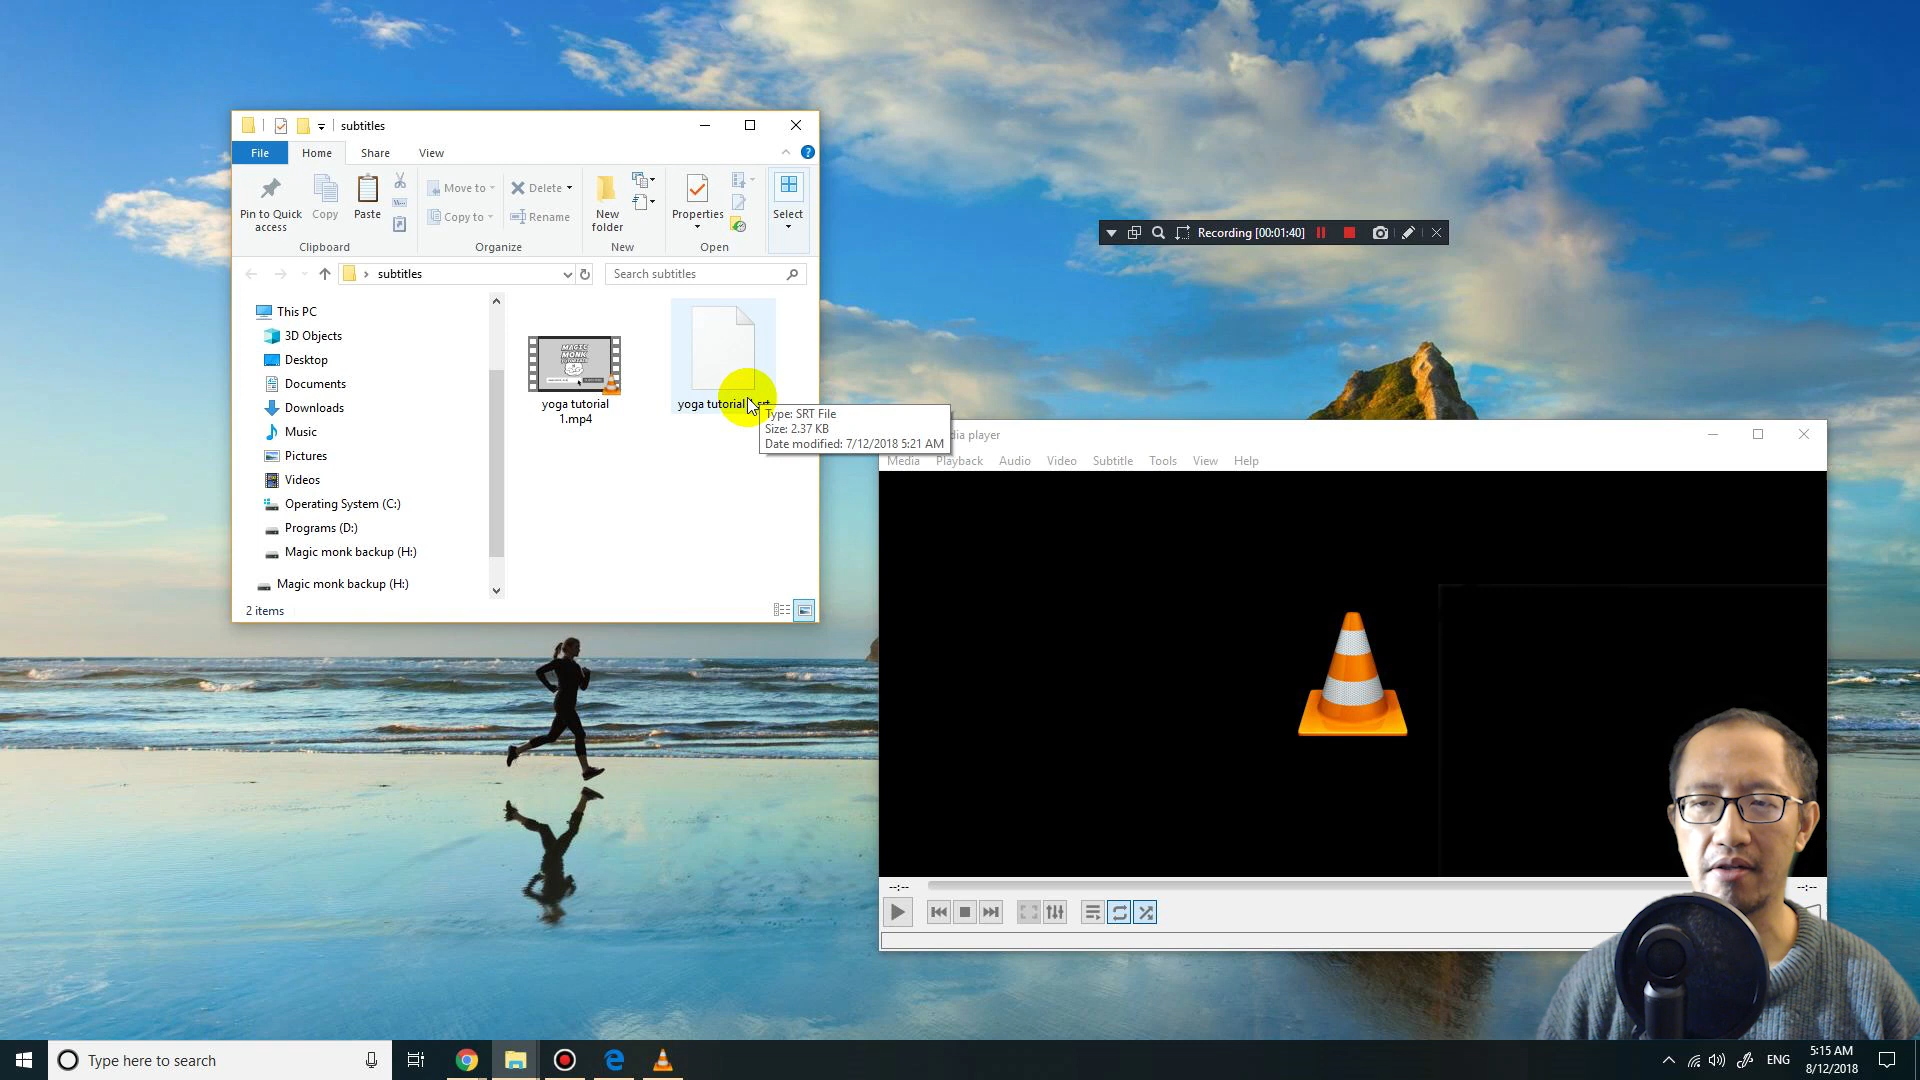 subtitles
File Home Share View
Pin to Quick access
Copy
Paste
Move to
Copy to
Delete
Rename
New folder
Properties
Select
Clipboard Organize New Open
subtitles
Search subtitles
This PC
3D Objects
Desktop
Documents
Downloads
Music
Pictures
Videos
Operating System (C:)
Programs (D:)
Magic monk backup (H:)
Magic monk backup (H:)
2 items
MAGIC
MONK
yoga tutorial
1.mp4
yoga tutorial
Type: SRT File
Size: 2.37 KB
Date modified: 7/12/2018 5:21 AM
Recording [00:01:40]
player
Media Playback Audio Video Subtitle Tools View Help
--:--
--:--
Type here to search
ENG
5:15 AM
8/12/2018